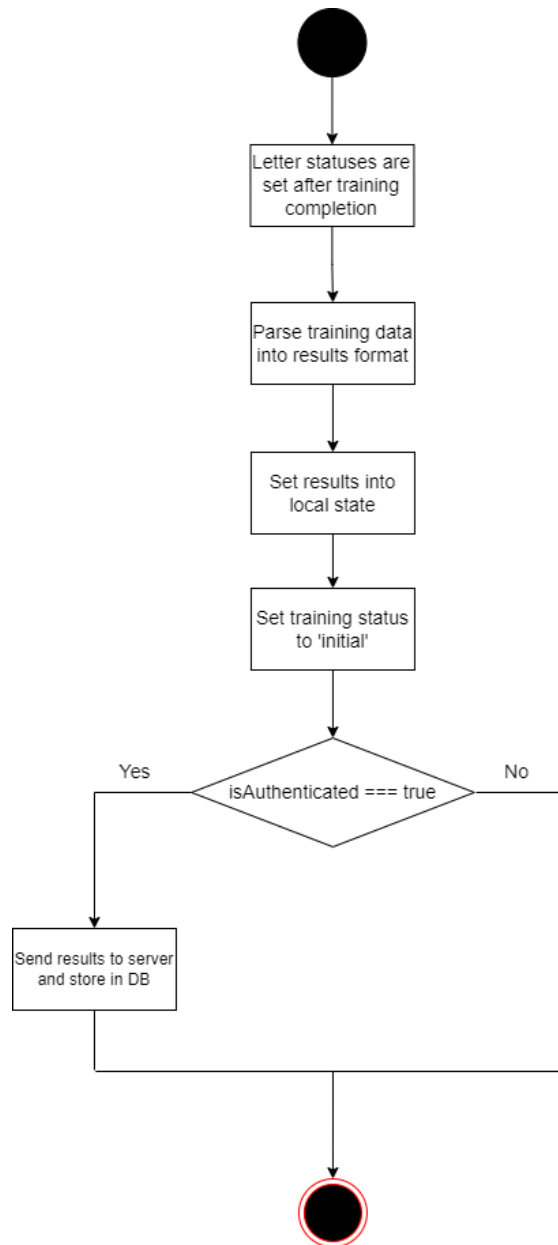 Letter statuses are
set after training
completion
Parse training data
into results format
Set results into
local state
Set training status
to 'initial'
Yes
No
isAuthenticated === true
Send results to server
and store in DB